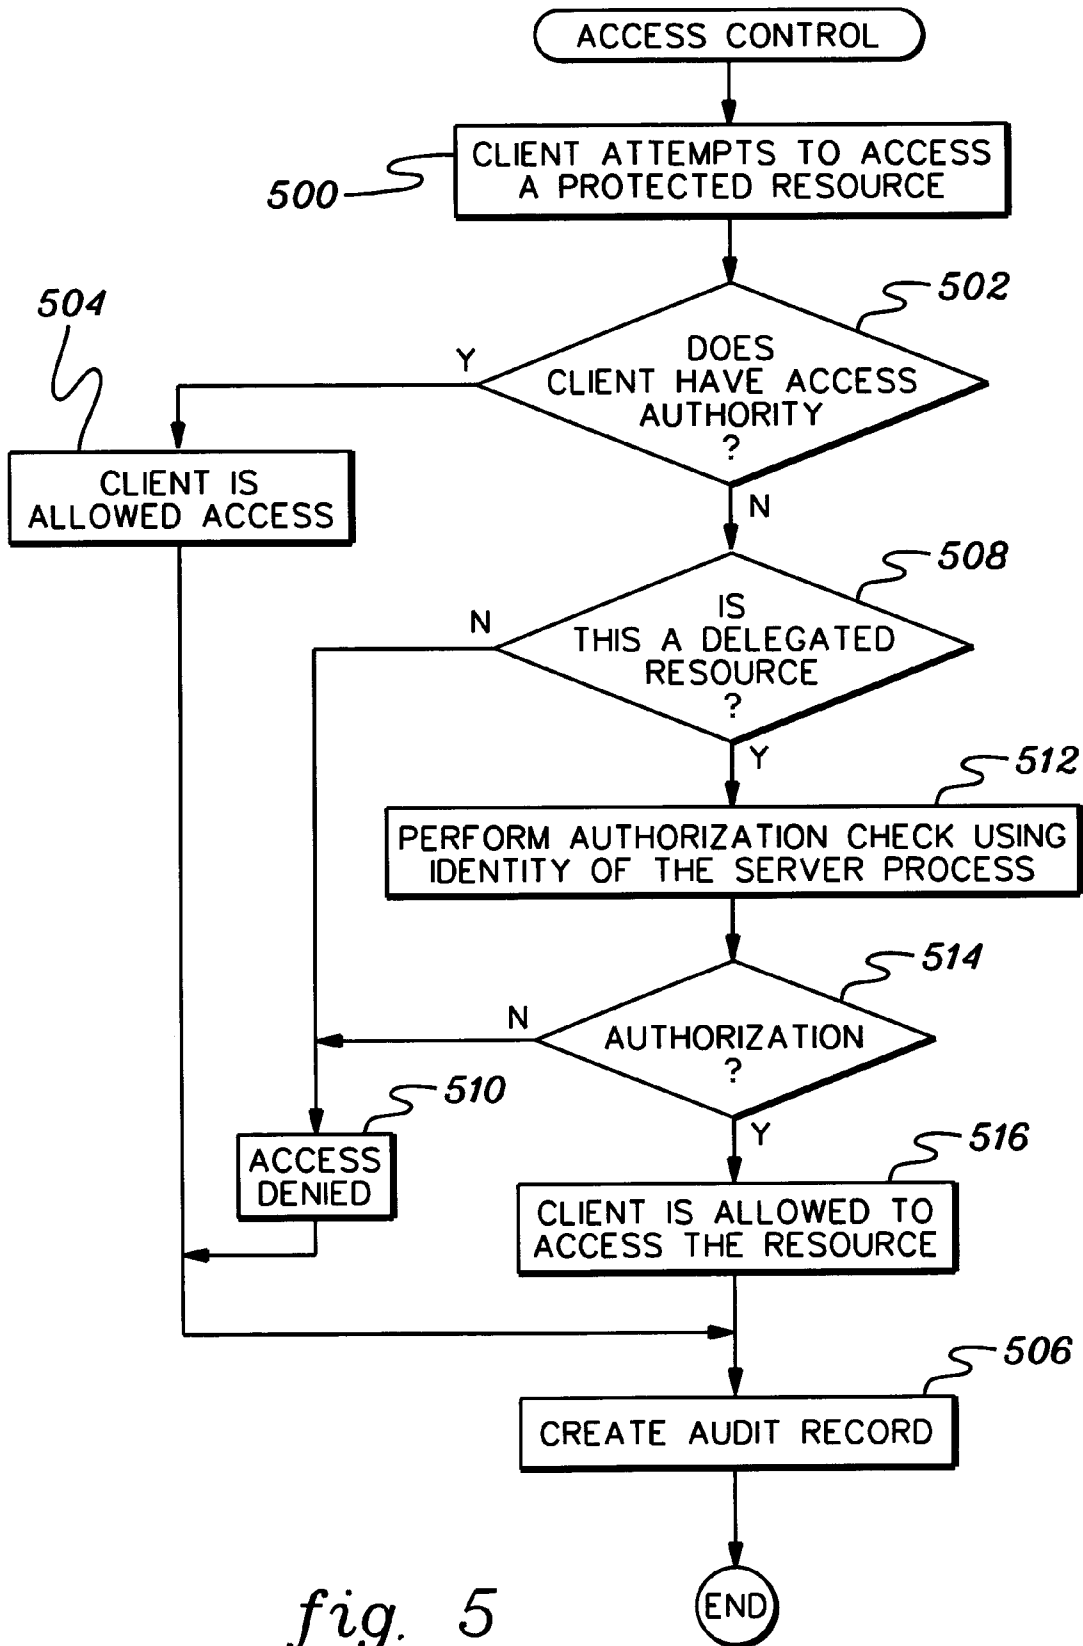 ACCESS CONTROL
CLIENT ATTEMPTS TO ACCESS
A PROTECTED RESOURCE
500
502
504
DOES
CLIENT HAVE ACCESS
AUTHORITY
?
Y
N
CLIENT IS
ALLOWED ACCESS
508
IS
THIS A DELEGATED
RESOURCE
?
N
Y
512
PERFORM AUTHORIZATION CHECK USING
IDENTITY OF THE SERVER PROCESS
514
AUTHORIZATION
?
N
Y
510
ACCESS
DENIED
516
CLIENT IS ALLOWED TO
ACCESS THE RESOURCE
506
CREATE AUDIT RECORD
END
fig. 5